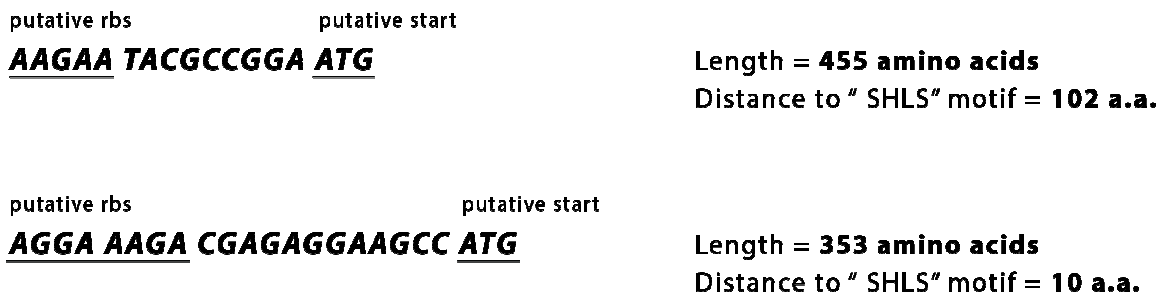 putative rbs putative start
AAGAA TACGCCGGA ATG
Length = 455 amino acids
Distance to " SHLS" motif = 102 a.a.
putative rbs putative start
AGGA AAGA CGAGAGGAAGCC ATG
Length = 353 amino acids
Distance to " SHLS" motif = 10 a.a.